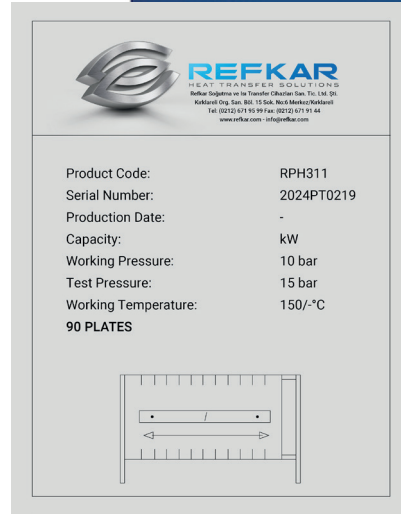 REFKAR
HEAT TRANSFER SOLUTIONS
Refkar Soğutma ve Isı Transfer Cihazları San. Tic. Ltd. Şti.
Kırklareli Org. San. Böl. 15 Sok. No:6 Merkez/Kırklareli
Tel: (0212) 671 95 99 Fax: (0212) 671 91 44
www.refkar.com - info@refkar.com
Product Code: RPH311
Serial Number: 2024PT0219
Production Date: -
Capacity: kW
Working Pressure: 10 bar
Test Pressure: 15 bar
Working Temperature: 150/-°C
90 PLATES
/